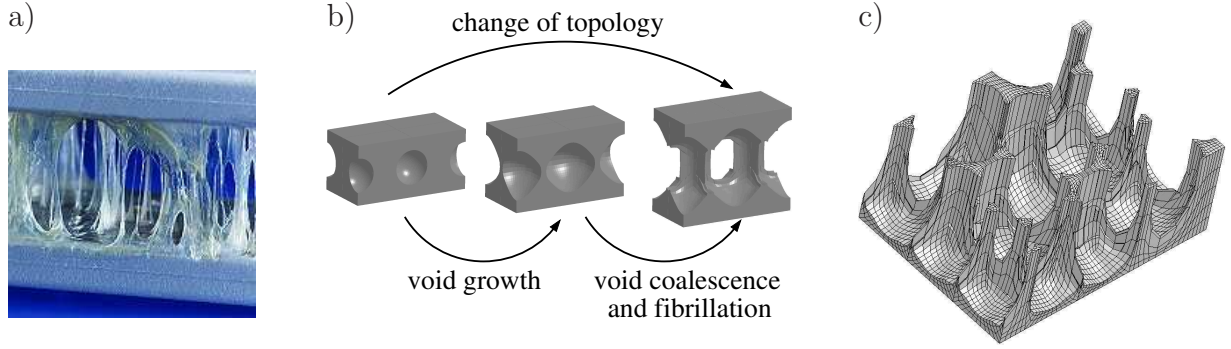 a)
b)
change of topology
void growth
void coalescence
and fibrillation
c)